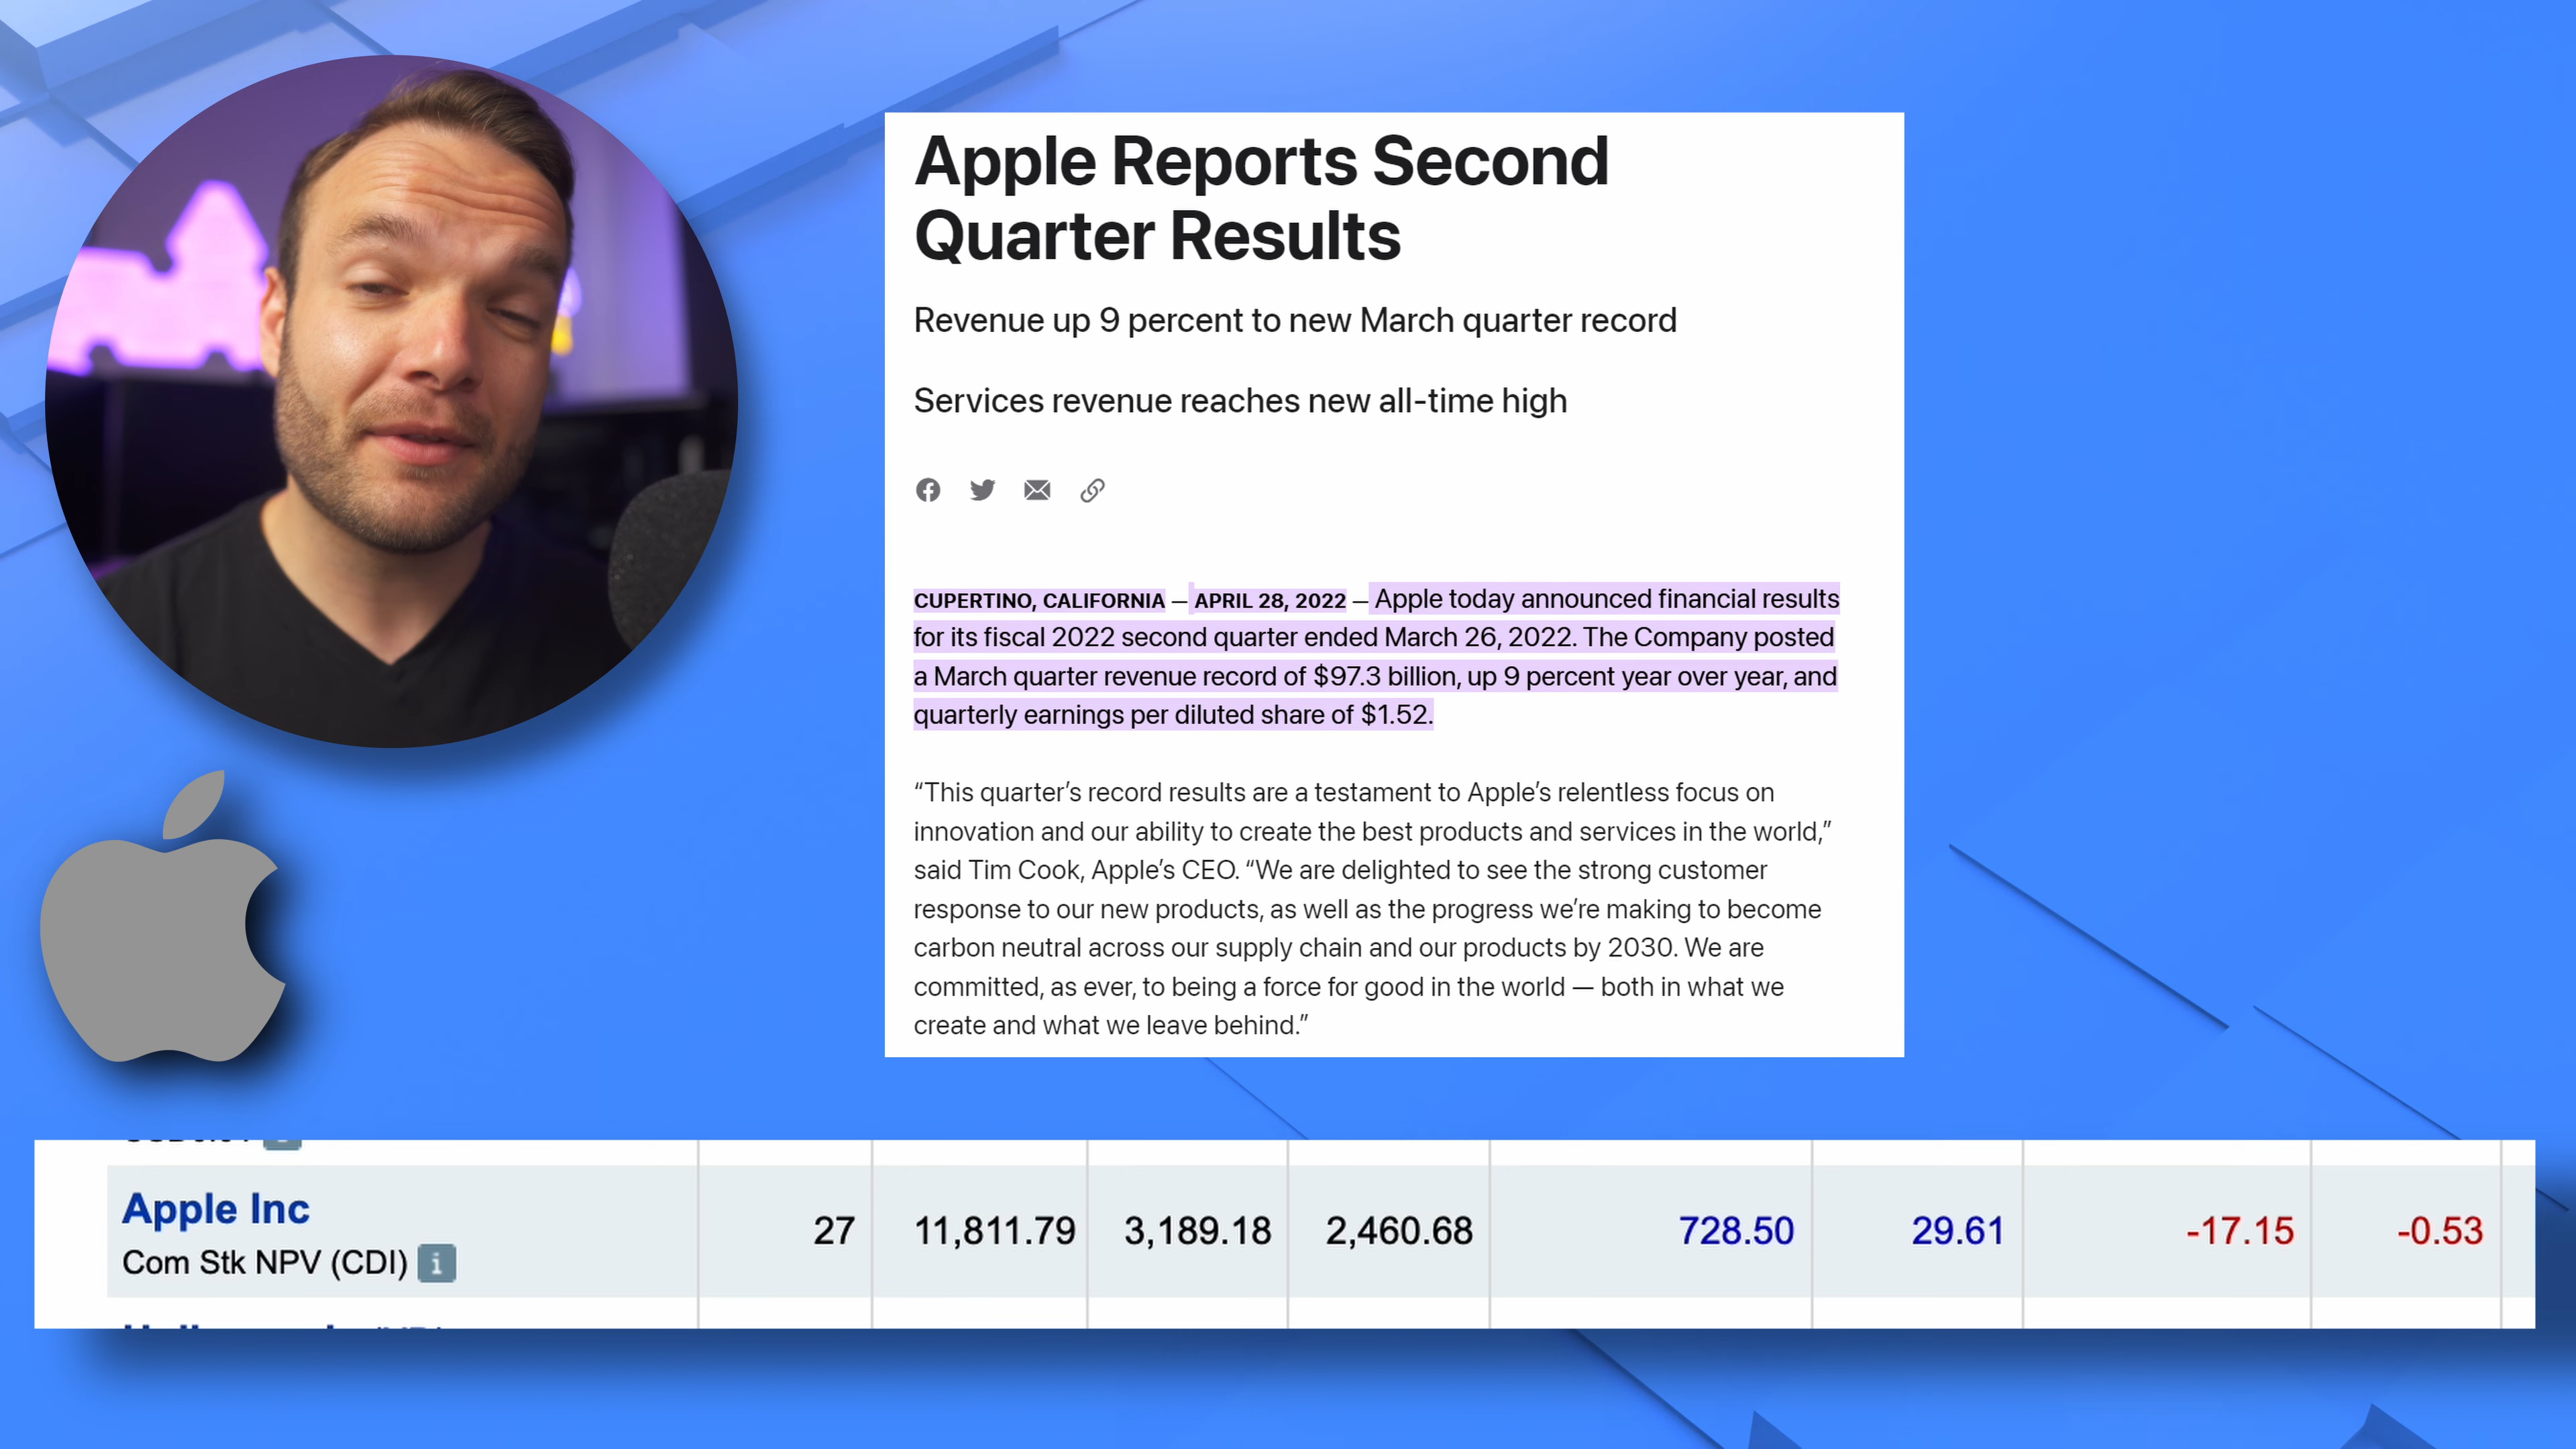 Apple Reports Second
Quarter Results
Revenue up 9 percent to new March quarter record
Services revenue reaches new all-time high
CUPERTINO, CALIFORNIA — APRIL 28, 2022 — Apple today announced financial results
for its fiscal 2022 second quarter ended March 26, 2022. The Company posted
a March quarter revenue record of $97.3 billion, up 9 percent year over year, and
quarterly earnings per diluted share of $1.52.
“This quarter’s record results are a testament to Apple’s relentless focus on
innovation and our ability to create the best products and services in the world,”
said Tim Cook, Apple’s CEO. “We are delighted to see the strong customer
response to our new products, as well as the progress we’re making to become
carbon neutral across our supply chain and our products by 2030. We are
committed, as ever, to being a force for good in the world — both in what we
create and what we leave behind.”
Apple Inc
Com Stk NPV (CDI) i
27 11,811.79 3,189.18 2,460.68 728.50 29.61 -17.15 -0.53